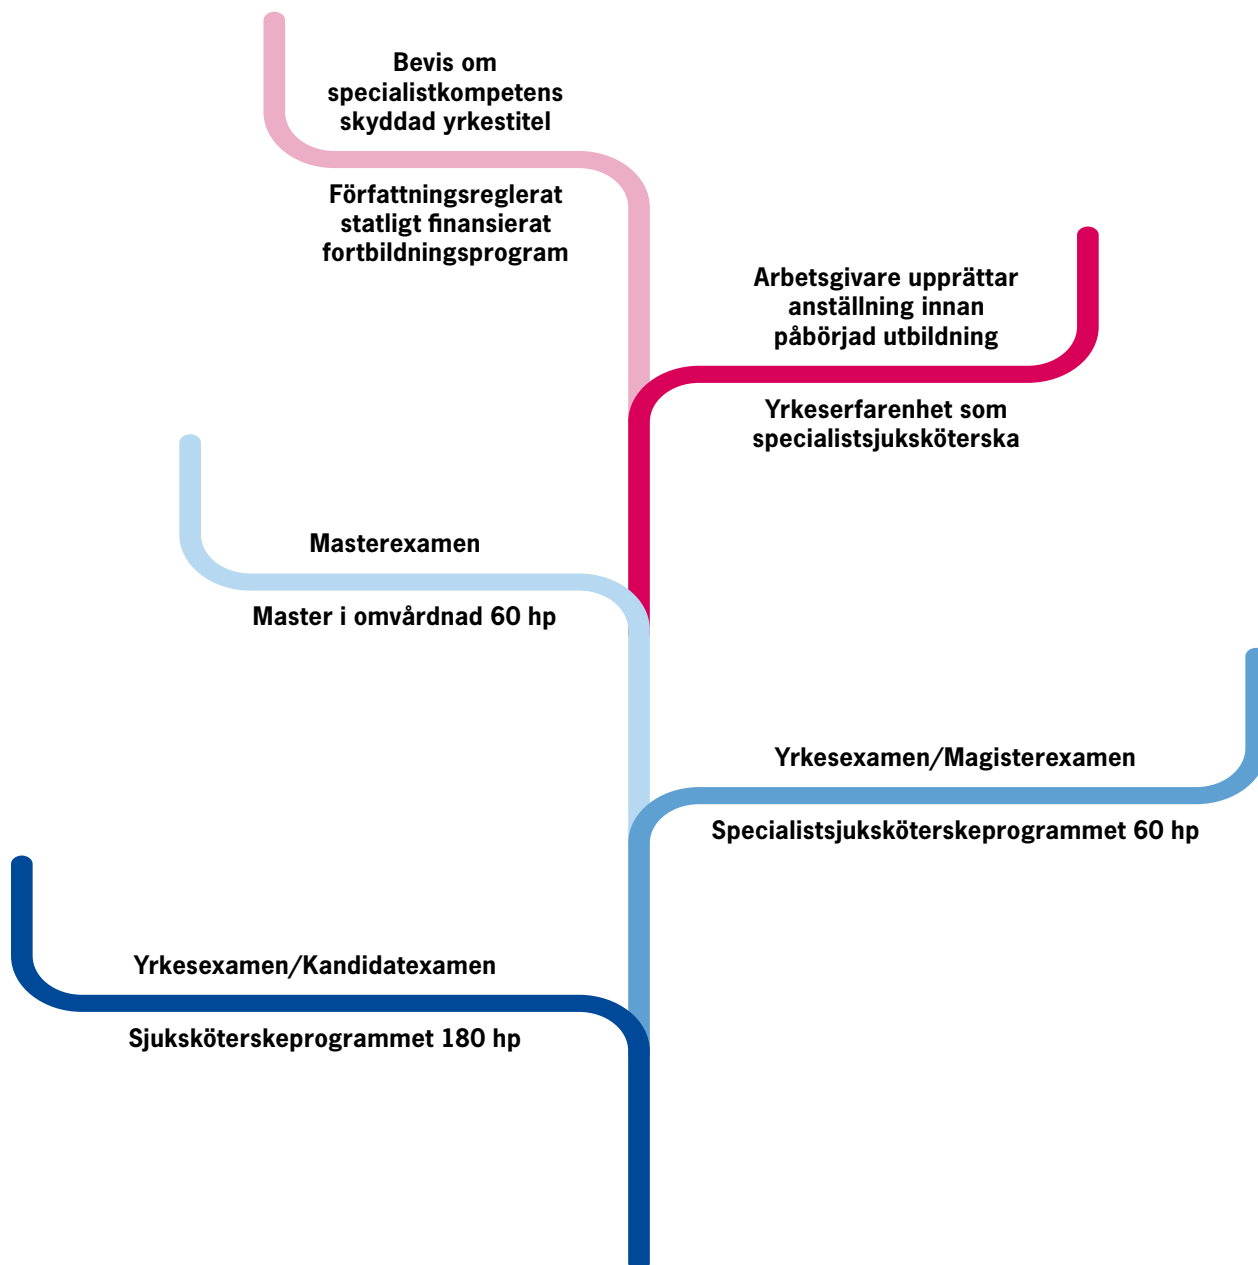 Bevis om
specialistkompetens
skyddad yrkestitel
Författningsreglerat
statligt finansierat
fortbildningsprogram
Arbetsgivare upprättar
anställning innan
påbörjad utbildning
Yrkeserfarenhet som
specialistsjuksköterska
Masterexamen
Master i omvårdnad 60 hp
Yrkesexamen/Magisterexamen
Specialistsjuksköterskeprogrammet 60 hp
Yrkesexamen/Kandidatexamen
Sjuksköterskeprogrammet 180 hp